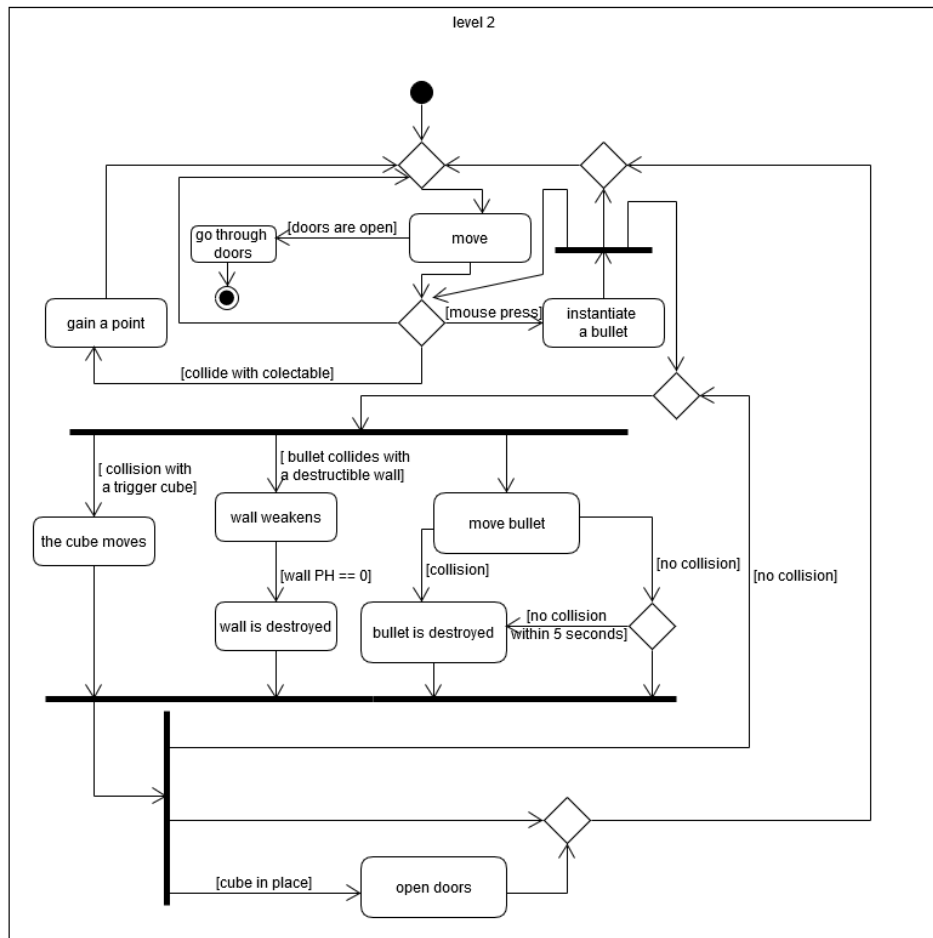 level 2
[doors are open]
go through
doors
move
gain a point
[mouse press]
instantiate
a bullet
[collide with colectable]
[ collision with
a trigger cube]
[ bullet collides with
a destructible wall]
the cube moves
wall weakens
move bullet
[wall PH == 0]
[collision]
[no collision]
[no collision]
wall is destroyed
bullet is destroyed
[no collision
within 5 seconds]
[cube in place]
open doors